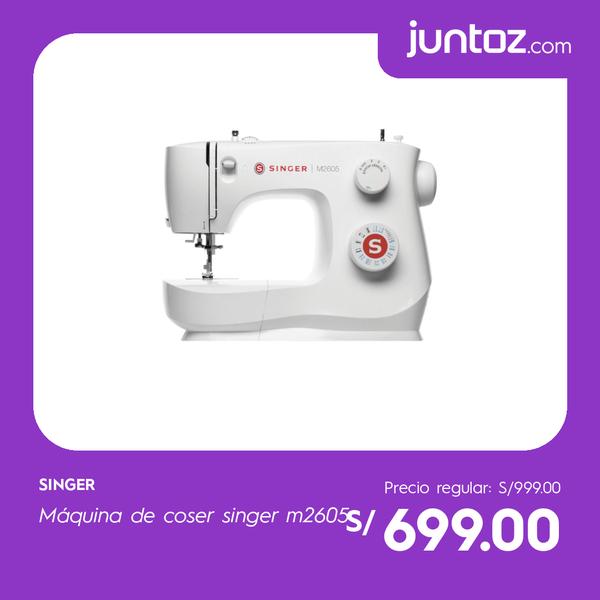 juntoz.com
S SINGER | M2605
S
SINGER
Máquina de coser singer m2605
Precio regular: S/999.00
S/ 699.00